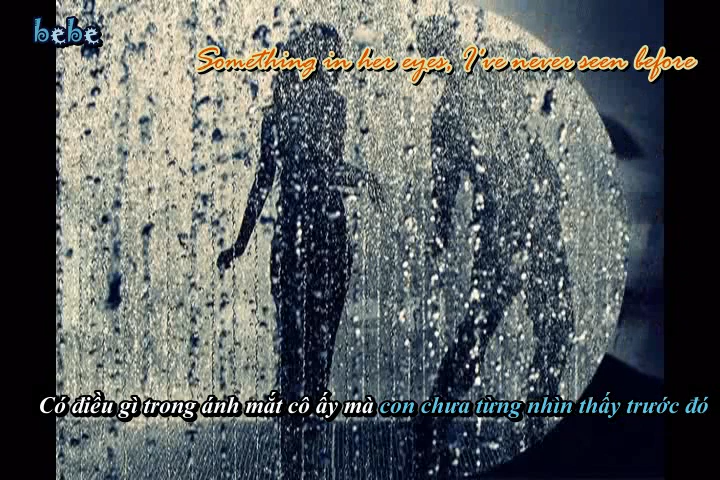 bebe
Something in her eyes, I've never seen before
Có điều gì trong ánh mắt cô ấy mà con chưa từng nhìn thấy trước đó